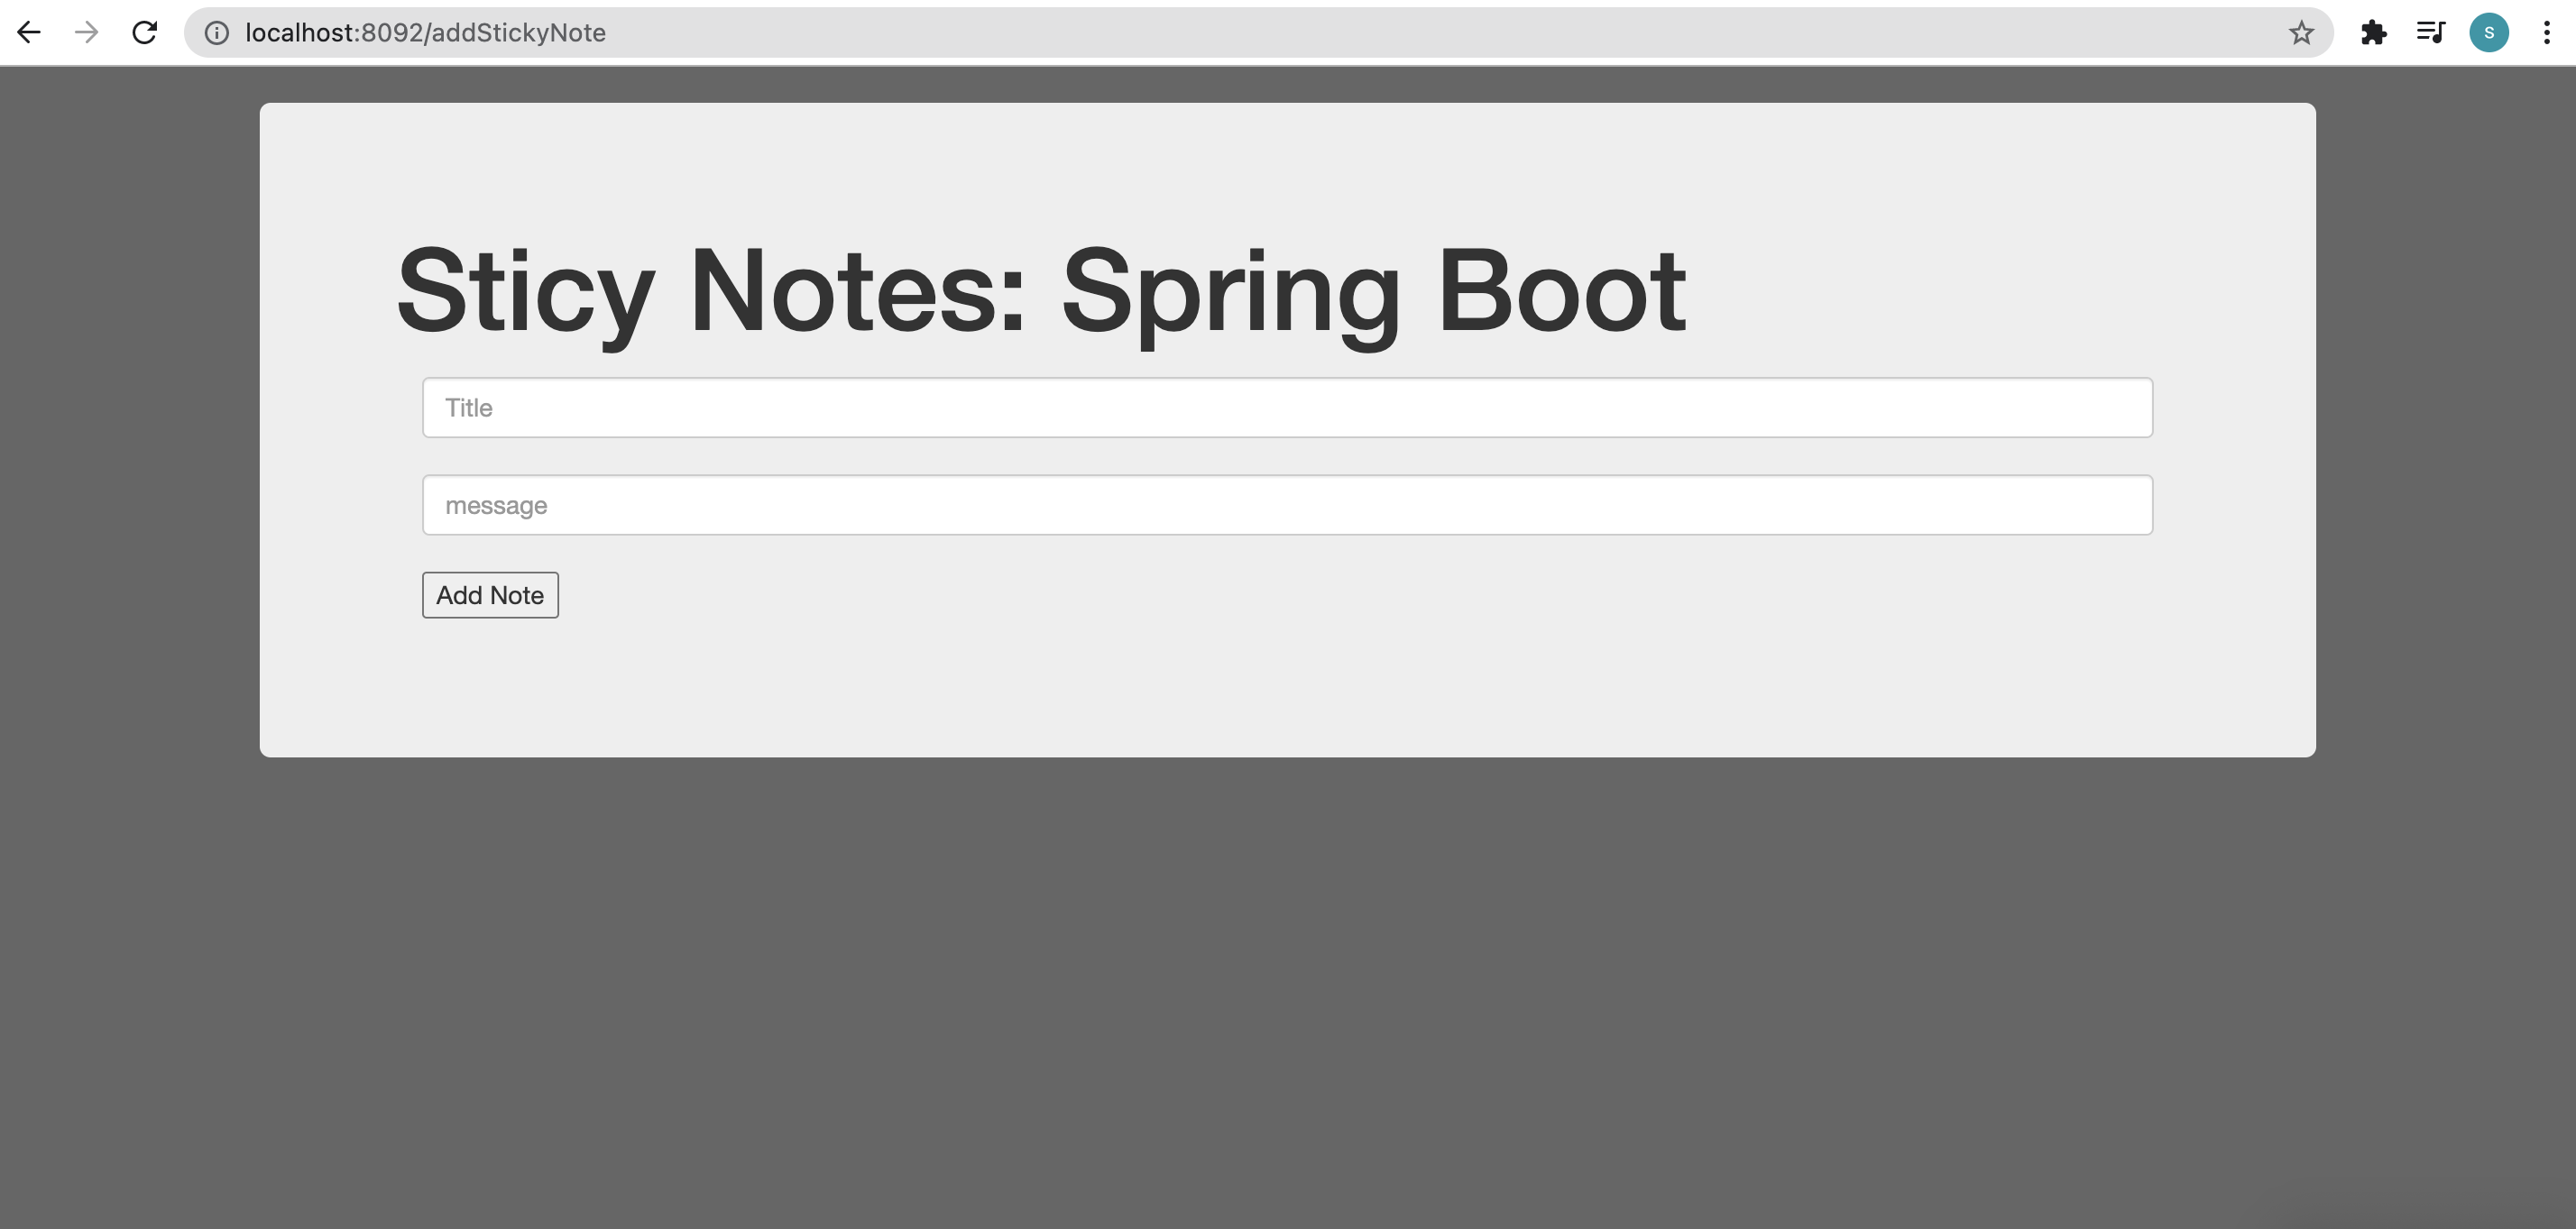 localhost:8092/addStickyNote
S
Sticy Notes: Spring Boot
Title
message
Add Note